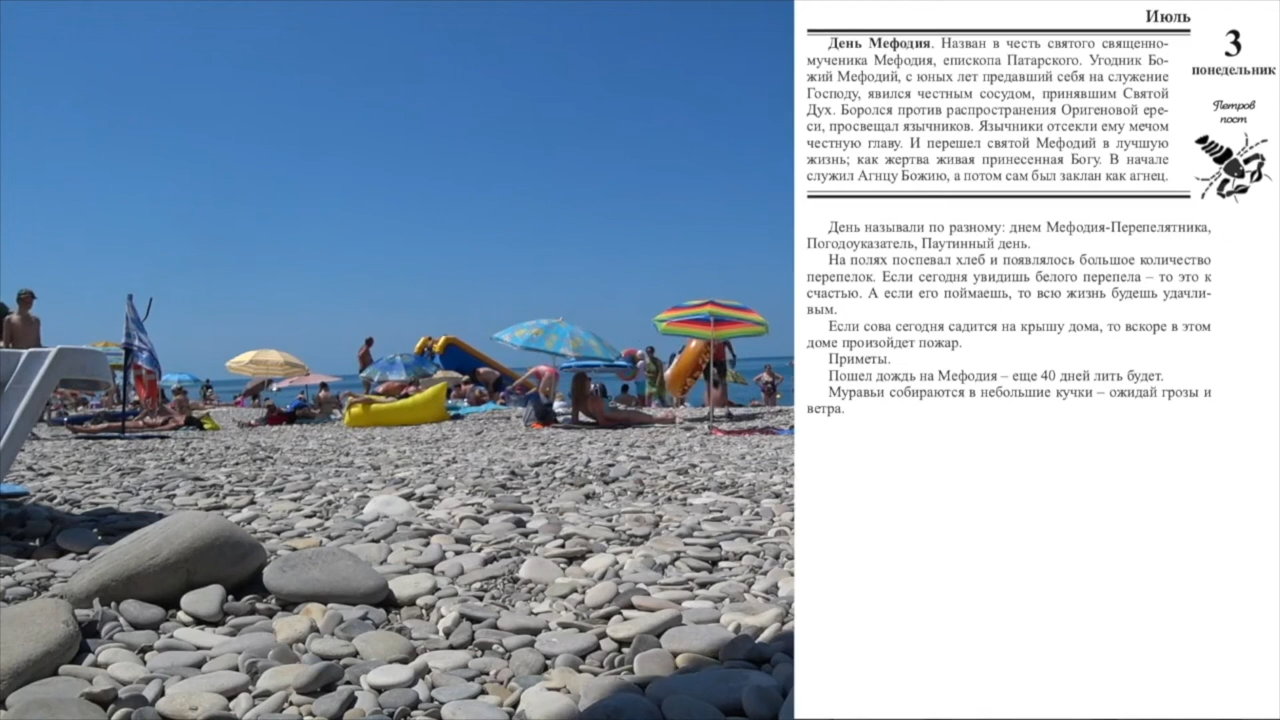 Июль
3
понедельник
Петров
пост
День Мефодия. Назван в честь святого священно-
мученика Мефодия, епископа Патарского. Угодник Бо-
жий Мефодий, с юных лет предавший себя на служение
Господу, явился честным сосудом, принявшим Святой
Дух. Боролся против распространения Оригеновой ере-
си, просвещал язычников. Язычники отсекли ему мечом
честную главу. И перешел святой Мефодий в лучшую
жизнь; как жертва живая принесенная Богу. В начале
служил Агнцу Божию, а потом сам был заклан как агнец.
День называли по разному: днем Мефодия-Перепелятника,
Погодоуказатель, Паутинный день.
На полях поспевал хлеб и появлялось большое количество
перепелок. Если сегодня увидишь белого перепела – то это к
счастью. А если его поймаешь, то всю жизнь будешь удачли-
вым.
Если сова сегодня садится на крышу дома, то вскоре в этом
доме произойдет пожар.
Приметы.
Пошел дождь на Мефодия – еще 40 дней лить будет.
Муравьи собираются в небольшие кучки – ожидай грозы и
ветра.